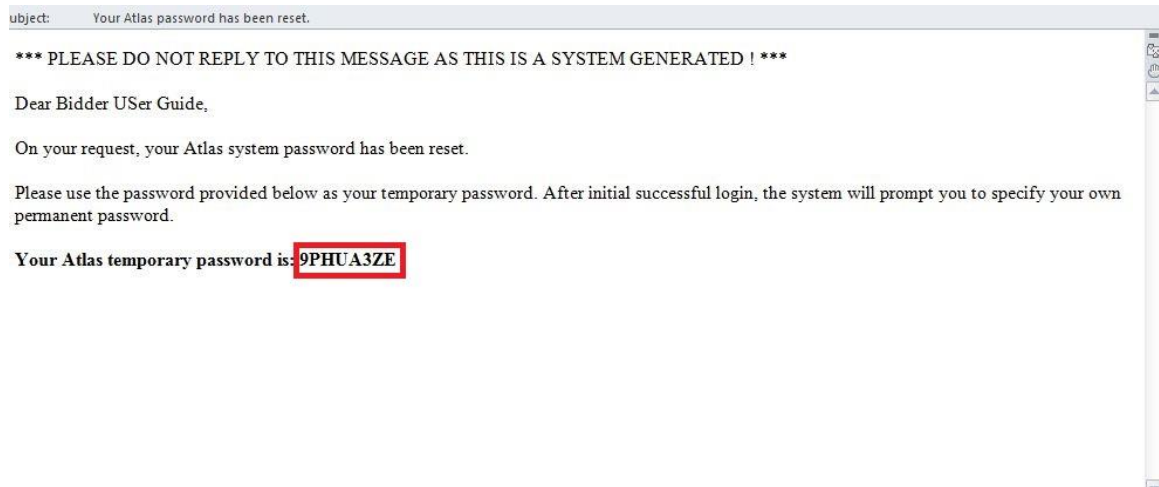 ubject: Your Atlas password has been reset.
*** PLEASE DO NOT REPLY TO THIS MESSAGE AS THIS IS A SYSTEM GENERATED ! ***
Dear Bidder USer Guide,
On your request, your Atlas system password has been reset.
Please use the password provided below as your temporary password. After initial successful login, the system will prompt you to specify your own
permanent password.
Your Atlas temporary password is: 9PHUA3ZE